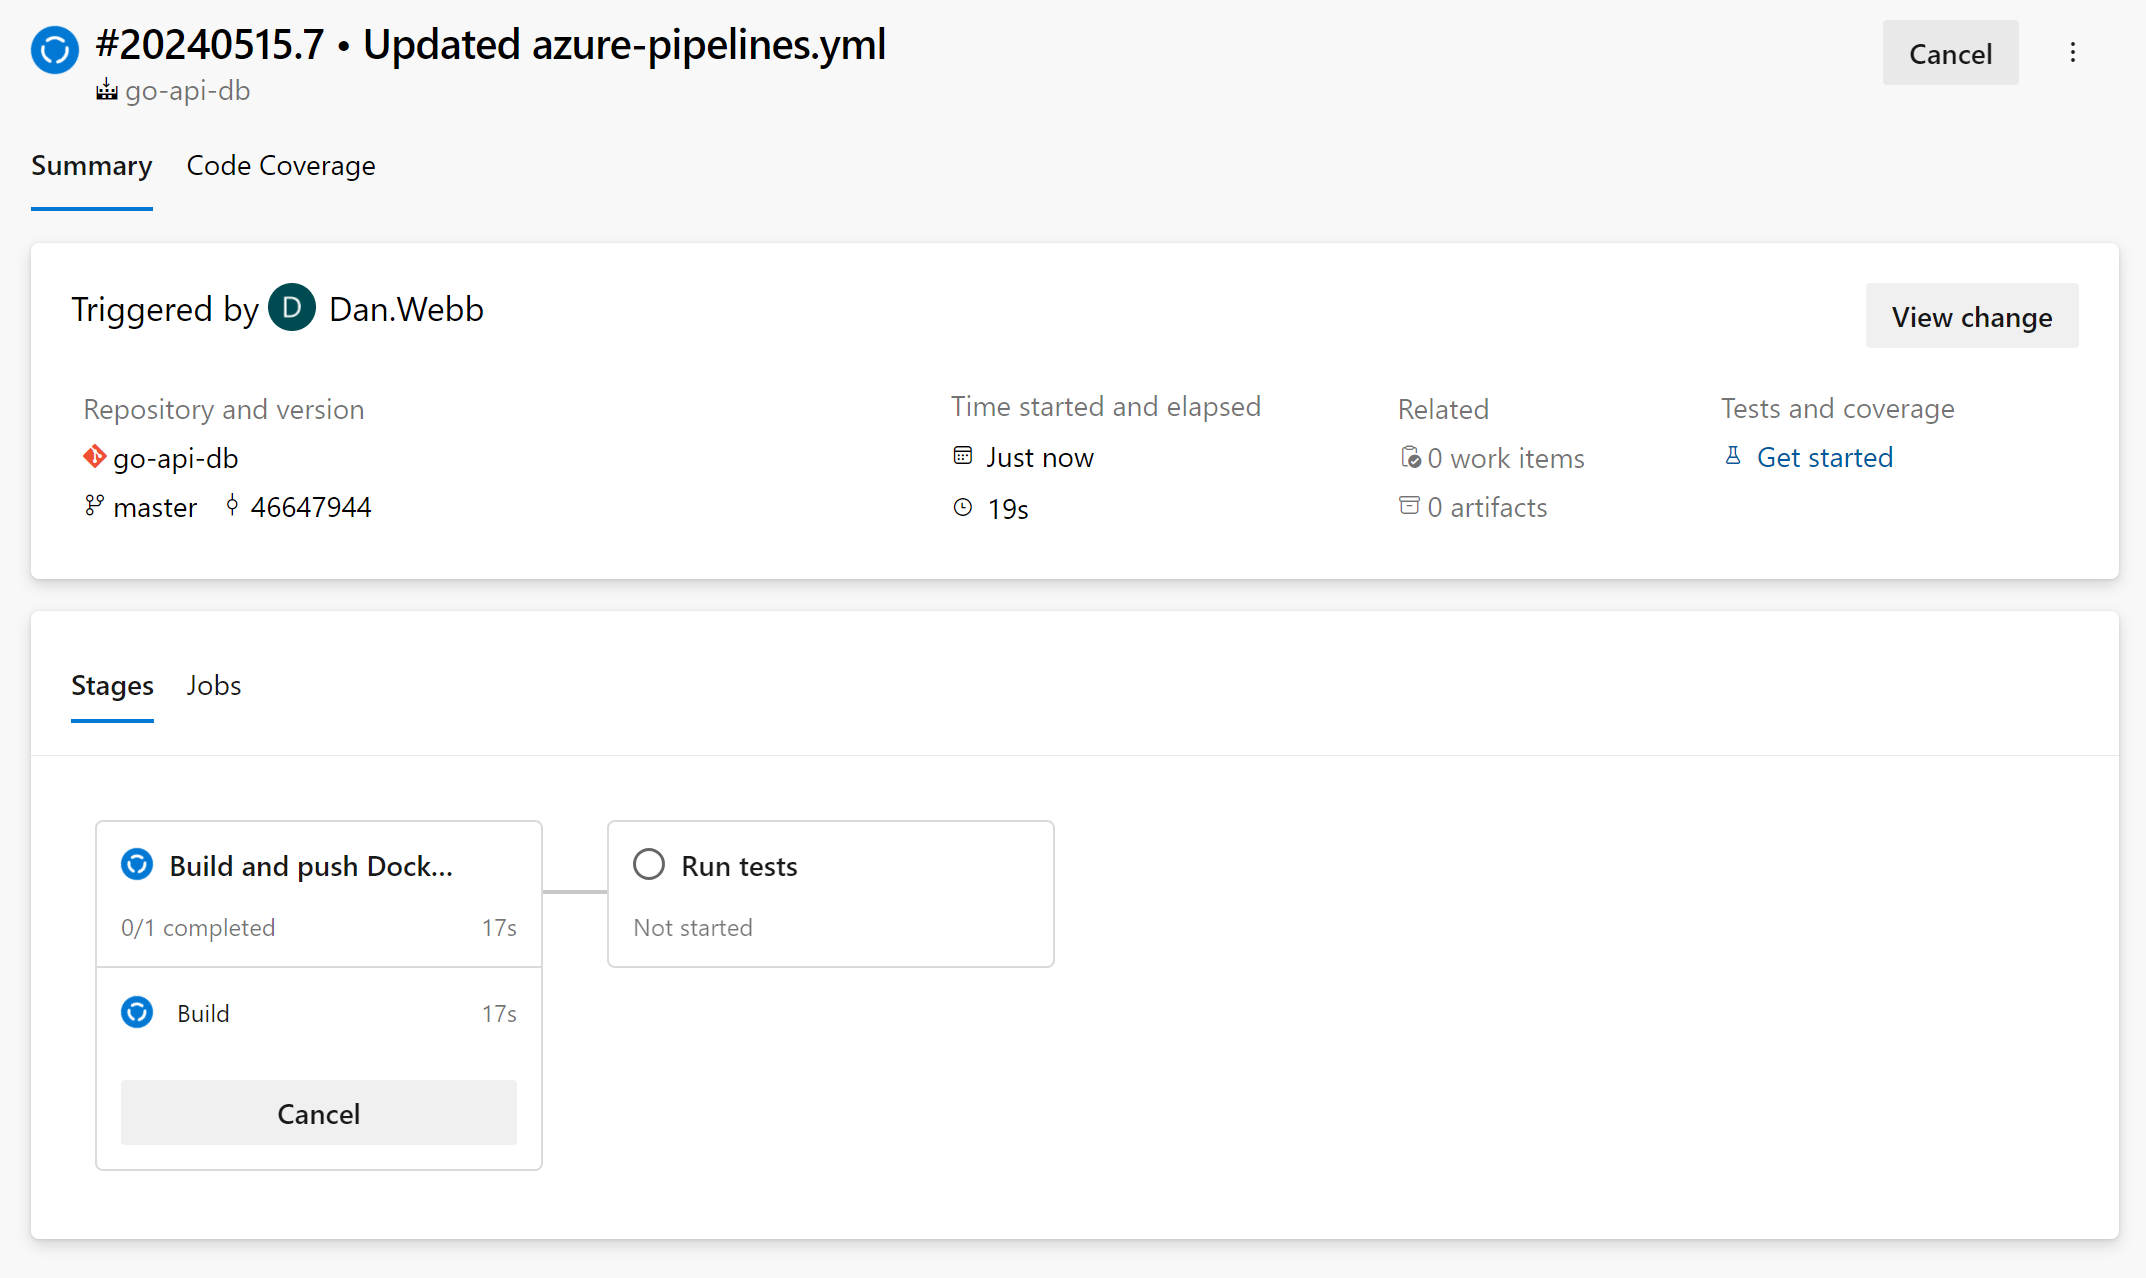 #20240515.7 • Updated azure-pipelines.yml
Cancel
go-api-db
Summary
Code Coverage
Triggered by D Dan.Webb
View change
Repository and version
go-api-db
master 46647944
Time started and elapsed
Just now
19s
Related
0 work items
0 artifacts
Tests and coverage
Get started
Stages
Jobs
Build and push Dock...
0/1 completed 17s
Build 17s
Cancel
Run tests
Not started